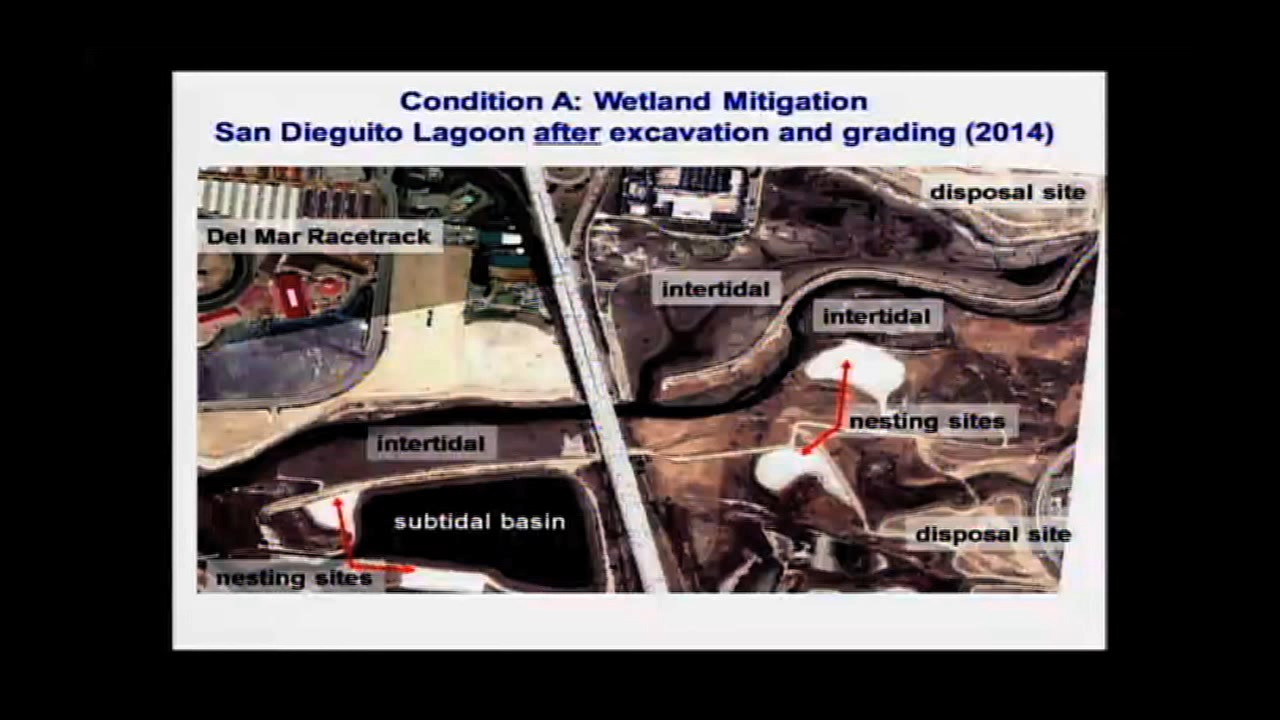 Condition A: Wetland Mitigation
San Dieguito Lagoon after excavation and grading (2014)
disposal site
Del Mar Racetrack
intertidal
intertidal
nesting sites
intertidal
subtidal basin
disposal site
nesting sites